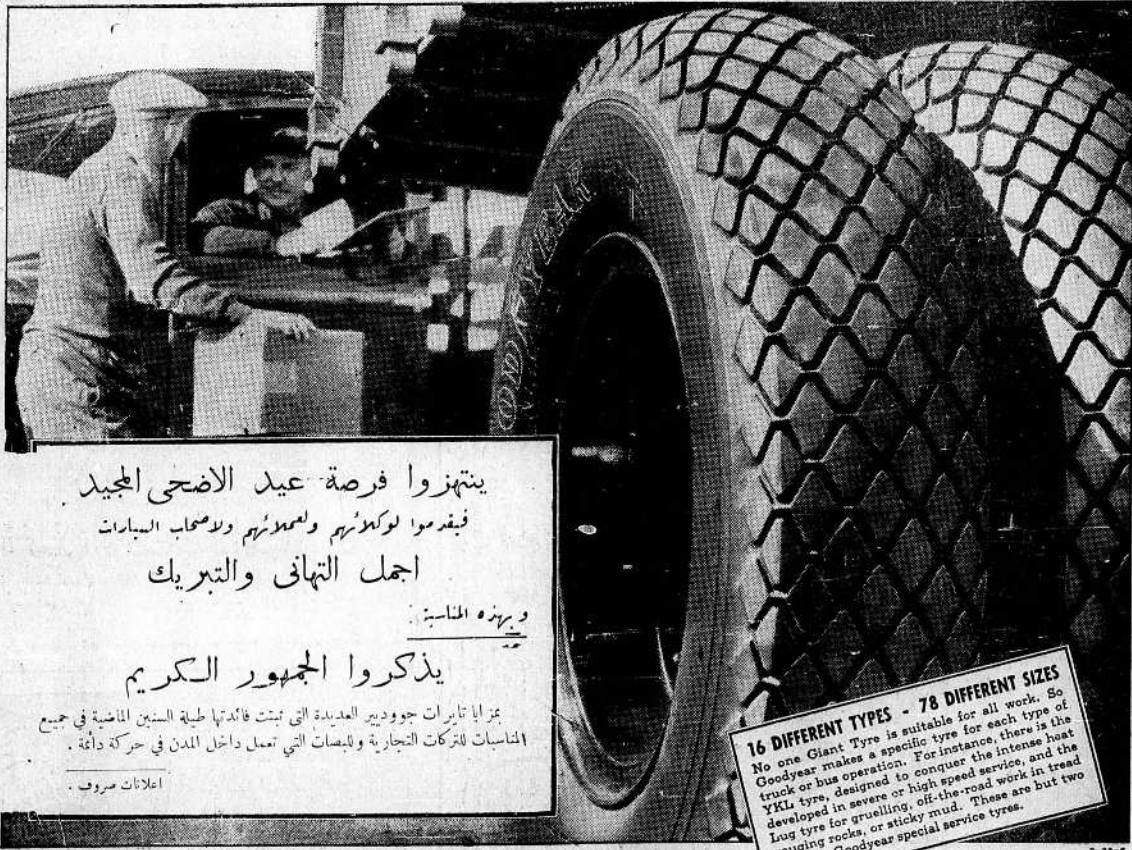 GOODYEAR
ينتهزوا فرصة عيد الاضحى المجيد
فيقدموا لوكلائهم ولعملائهم ولاصحاب السيارات
اجمل التهانى والتبريك
وبهذه المناسبة :
يذكروا الجمهور الكريم
بمزايا تايرات جوودير العديدة التى ثبتت فائدتها طيلة السنين الماضية في جميع
المناسبات للتركات التجارية وللبصات التي تعمل داخل المدن في حركة دائمة .
اعلانات صروف .
16 DIFFERENT TYPES - 78 DIFFERENT SIZES
No one Giant Tyre is suitable for all work. So
Goodyear makes a specific tyre for each type of
truck or bus operation. For instance, there is the
YKL tyre, designed to conquer the intense heat
developed in severe or high speed service, and the
Lug tyre for gruelling, off-the-road work in tread
gouging rocks, or sticky mud. These are but two
Goodyear special service tyres.